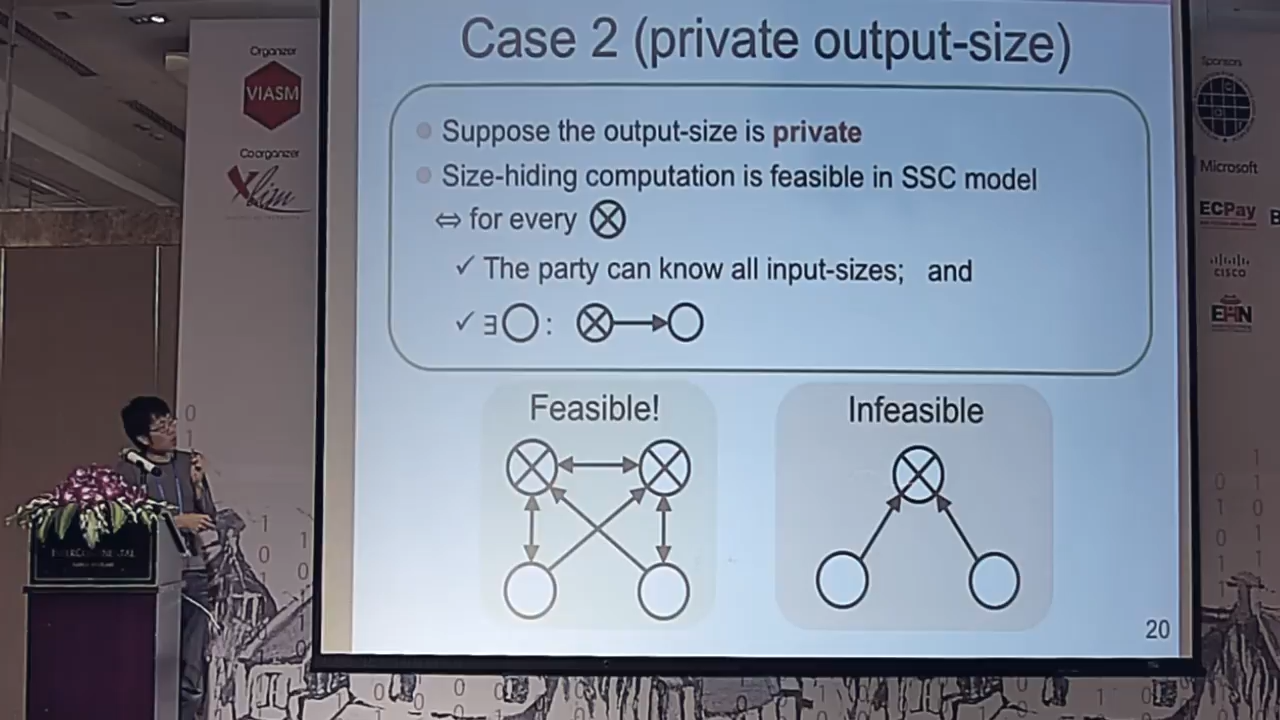 Case 2 (private output-size)
Suppose the output-size is private
Size-hiding computation is feasible in SSC model
⇔ for every ⊗
✓ The party can know all input-sizes; and
✓ ∃○: ⊗→○
Feasible!
Infeasible
20
Organizer
VIASM
Coorganizer
Xlim
Sponsors
Microsoft
ECPay
E
CISCO
INTERCONTINENTAL